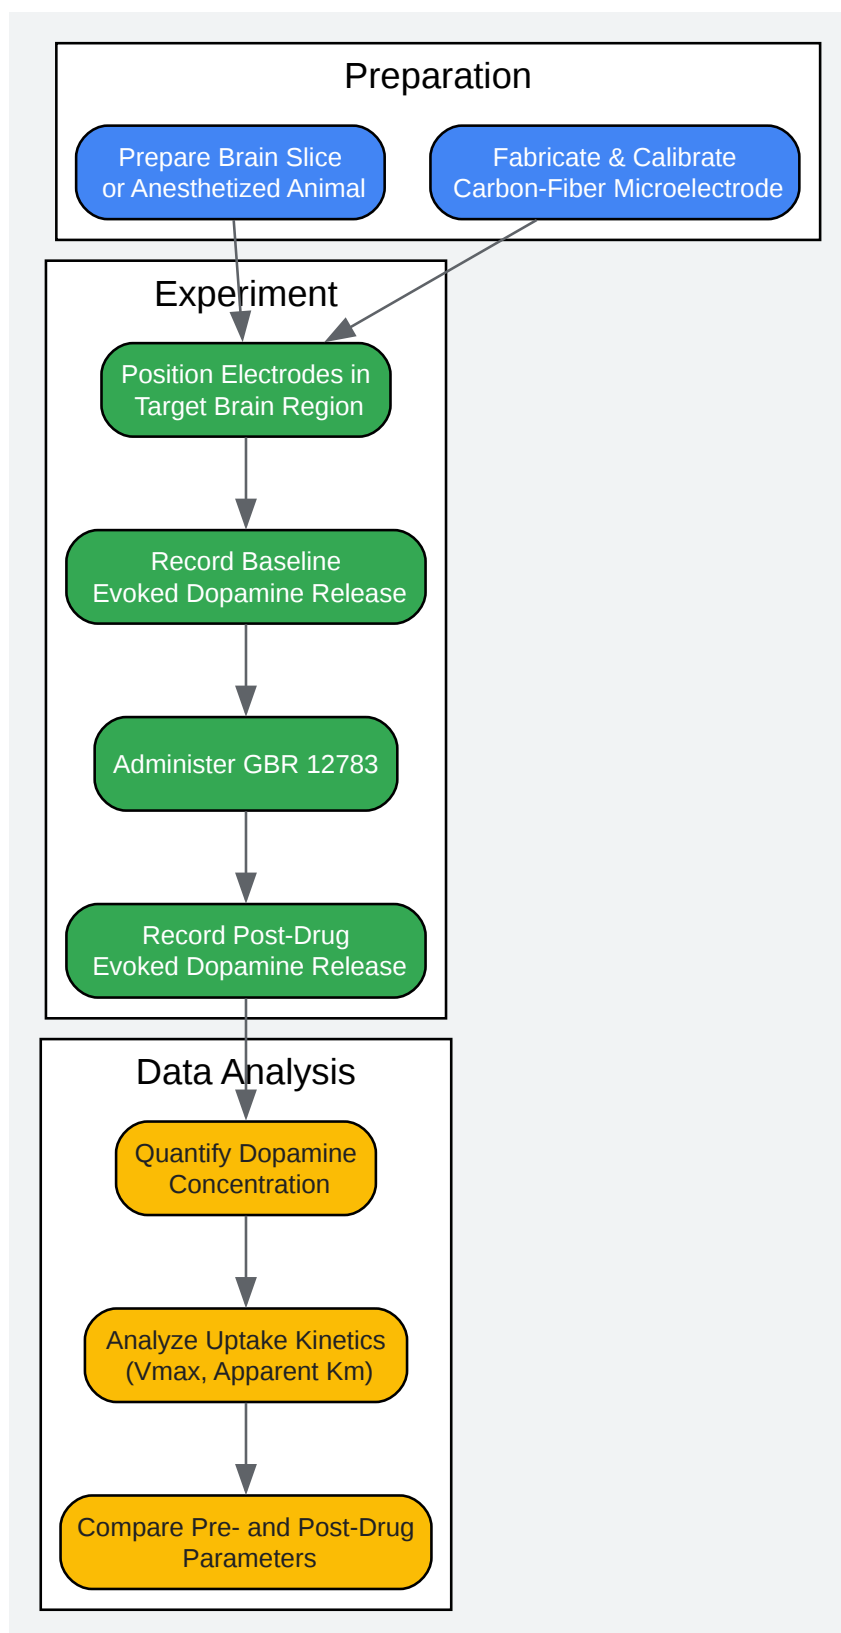 Preparation
Prepare Brain Slice
or Anesthetized Animal
Fabricate & Calibrate
Carbon-Fiber Microelectrode
Experiment
Position Electrodes in
Target Brain Region
Record Baseline
Evoked Dopamine Release
Administer GBR 12783
Record Post-Drug
Evoked Dopamine Release
Data Analysis
Quantify Dopamine
Concentration
Analyze Uptake Kinetics
(Vmax, Apparent Km)
Compare Pre- and Post-Drug
Parameters